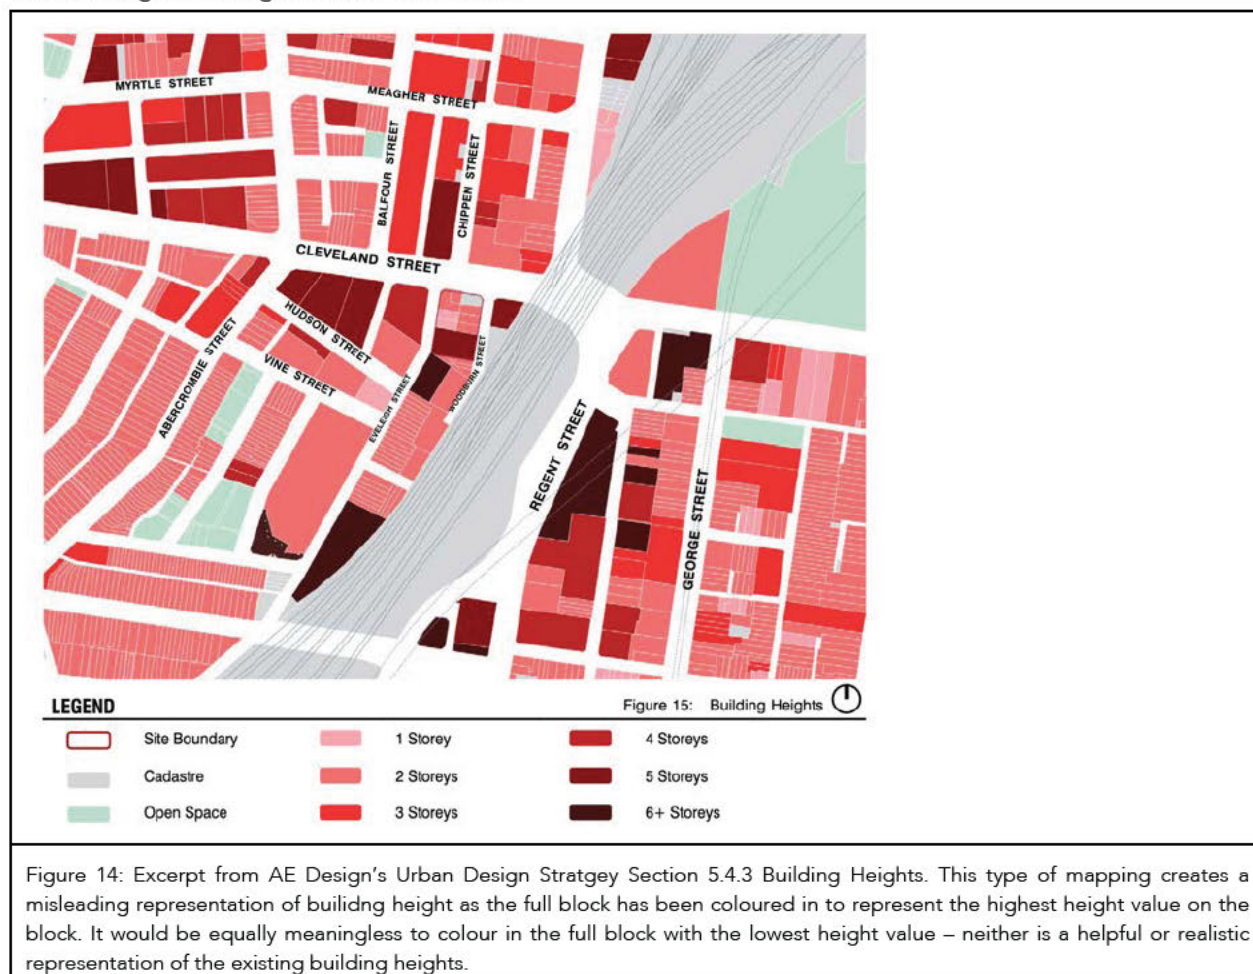 MYRTLE STREET
MEAGHER STREET
BALFOUR STREET
CHIPPEN STREET
CLEVELAND STREET
HUDSON STREET
VINE STREET
ABERCROMBIE STREET
EVELEIGH STREET
WOODBURN STREET
REGENT STREET
GEORGE STREET
LEGEND
Figure 15: Building Heights
Site Boundary
1 Storey
4 Storeys
Cadastre
2 Storeys
5 Storeys
Open Space
3 Storeys
6+ Storeys
Figure 14: Excerpt from AE Design's Urban Design Stratgey Section 5.4.3 Building Heights. This type of mapping creates a
misleading representation of builidng height as the full block has been coloured in to represent the highest height value on the
block. It would be equally meaningless to colour in the full block with the lowest height value – neither is a helpful or realistic
representation of the existing building heights.